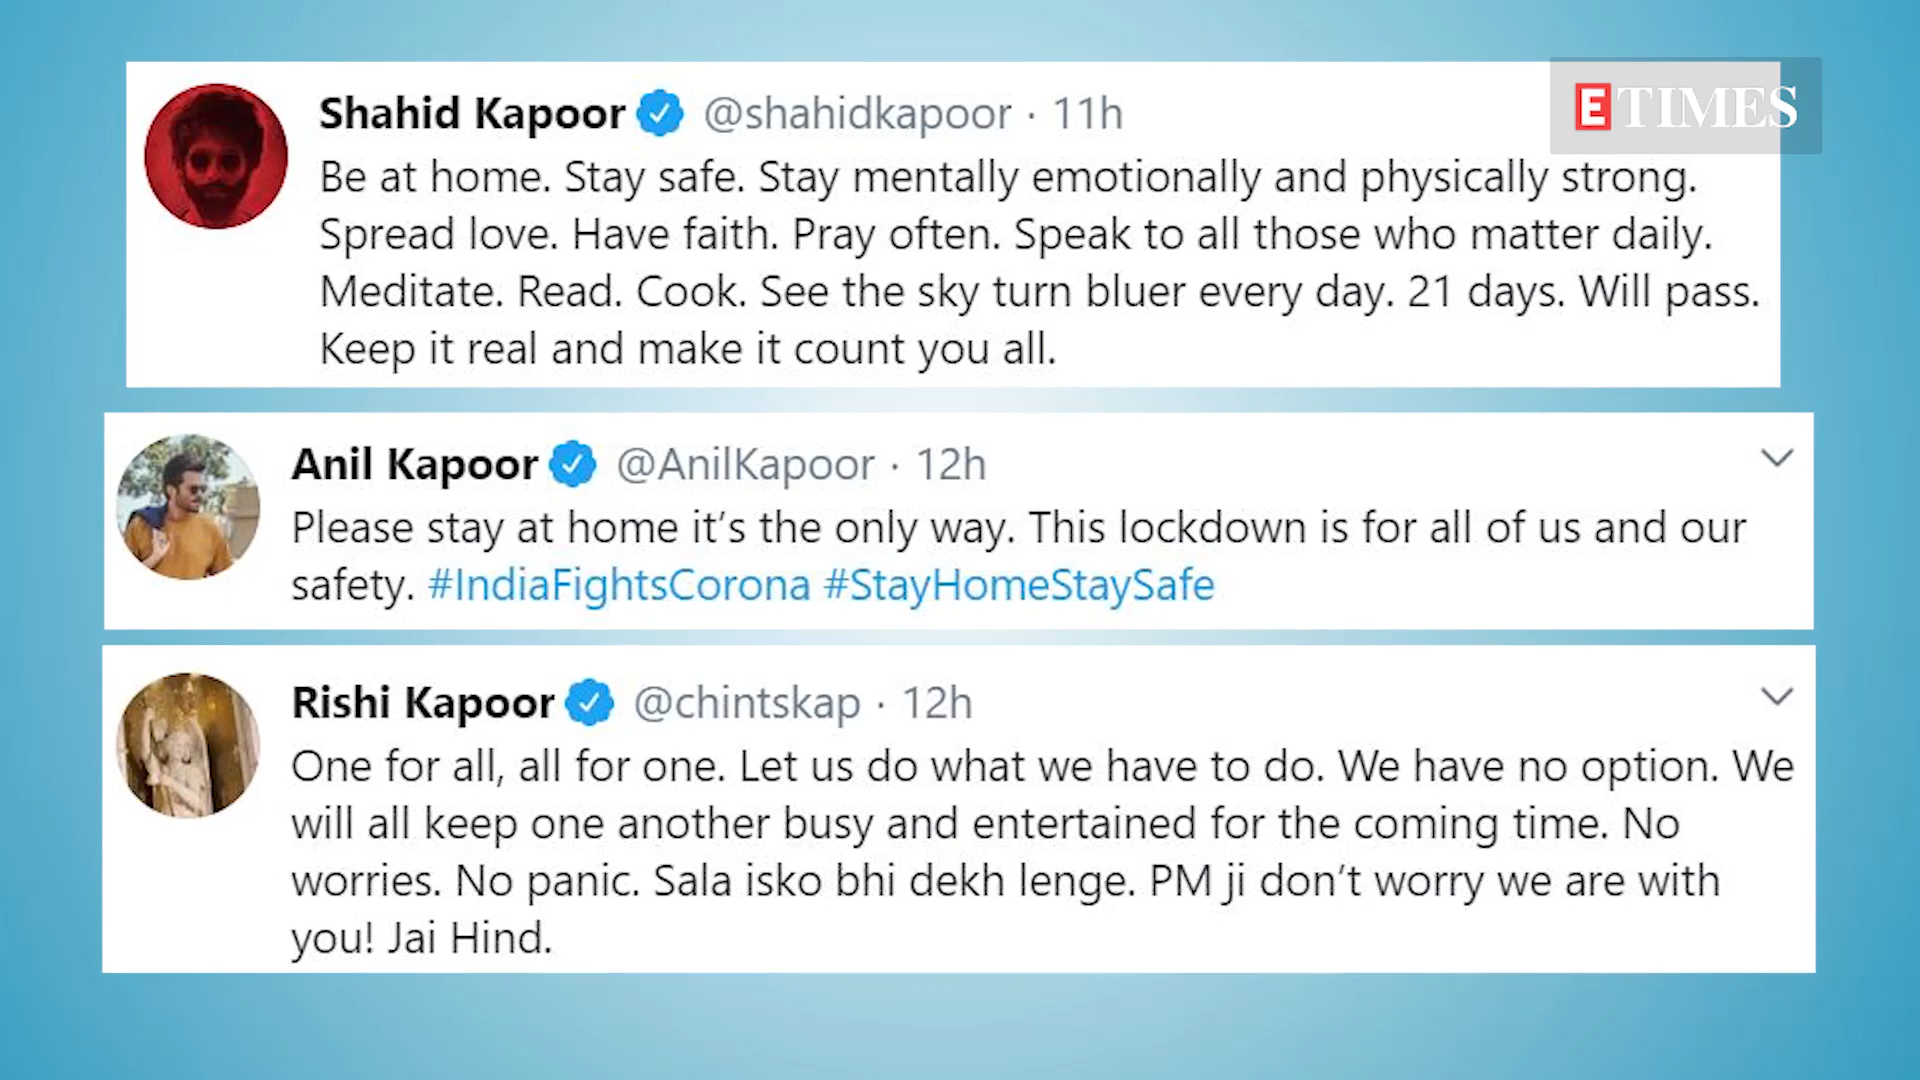 ETIMES
Shahid Kapoor @shahidkapoor · 11h
Be at home. Stay safe. Stay mentally emotionally and physically strong.
Spread love. Have faith. Pray often. Speak to all those who matter daily.
Meditate. Read. Cook. See the sky turn bluer every day. 21 days. Will pass.
Keep it real and make it count you all.
Anil Kapoor @AnilKapoor · 12h
Please stay at home it’s the only way. This lockdown is for all of us and our
safety. #IndiaFightsCorona #StayHomeStaySafe
Rishi Kapoor @chintskap · 12h
One for all, all for one. Let us do what we have to do. We have no option. We
will all keep one another busy and entertained for the coming time. No
worries. No panic. Sala isko bhi dekh lenge. PM ji don’t worry we are with
you! Jai Hind.